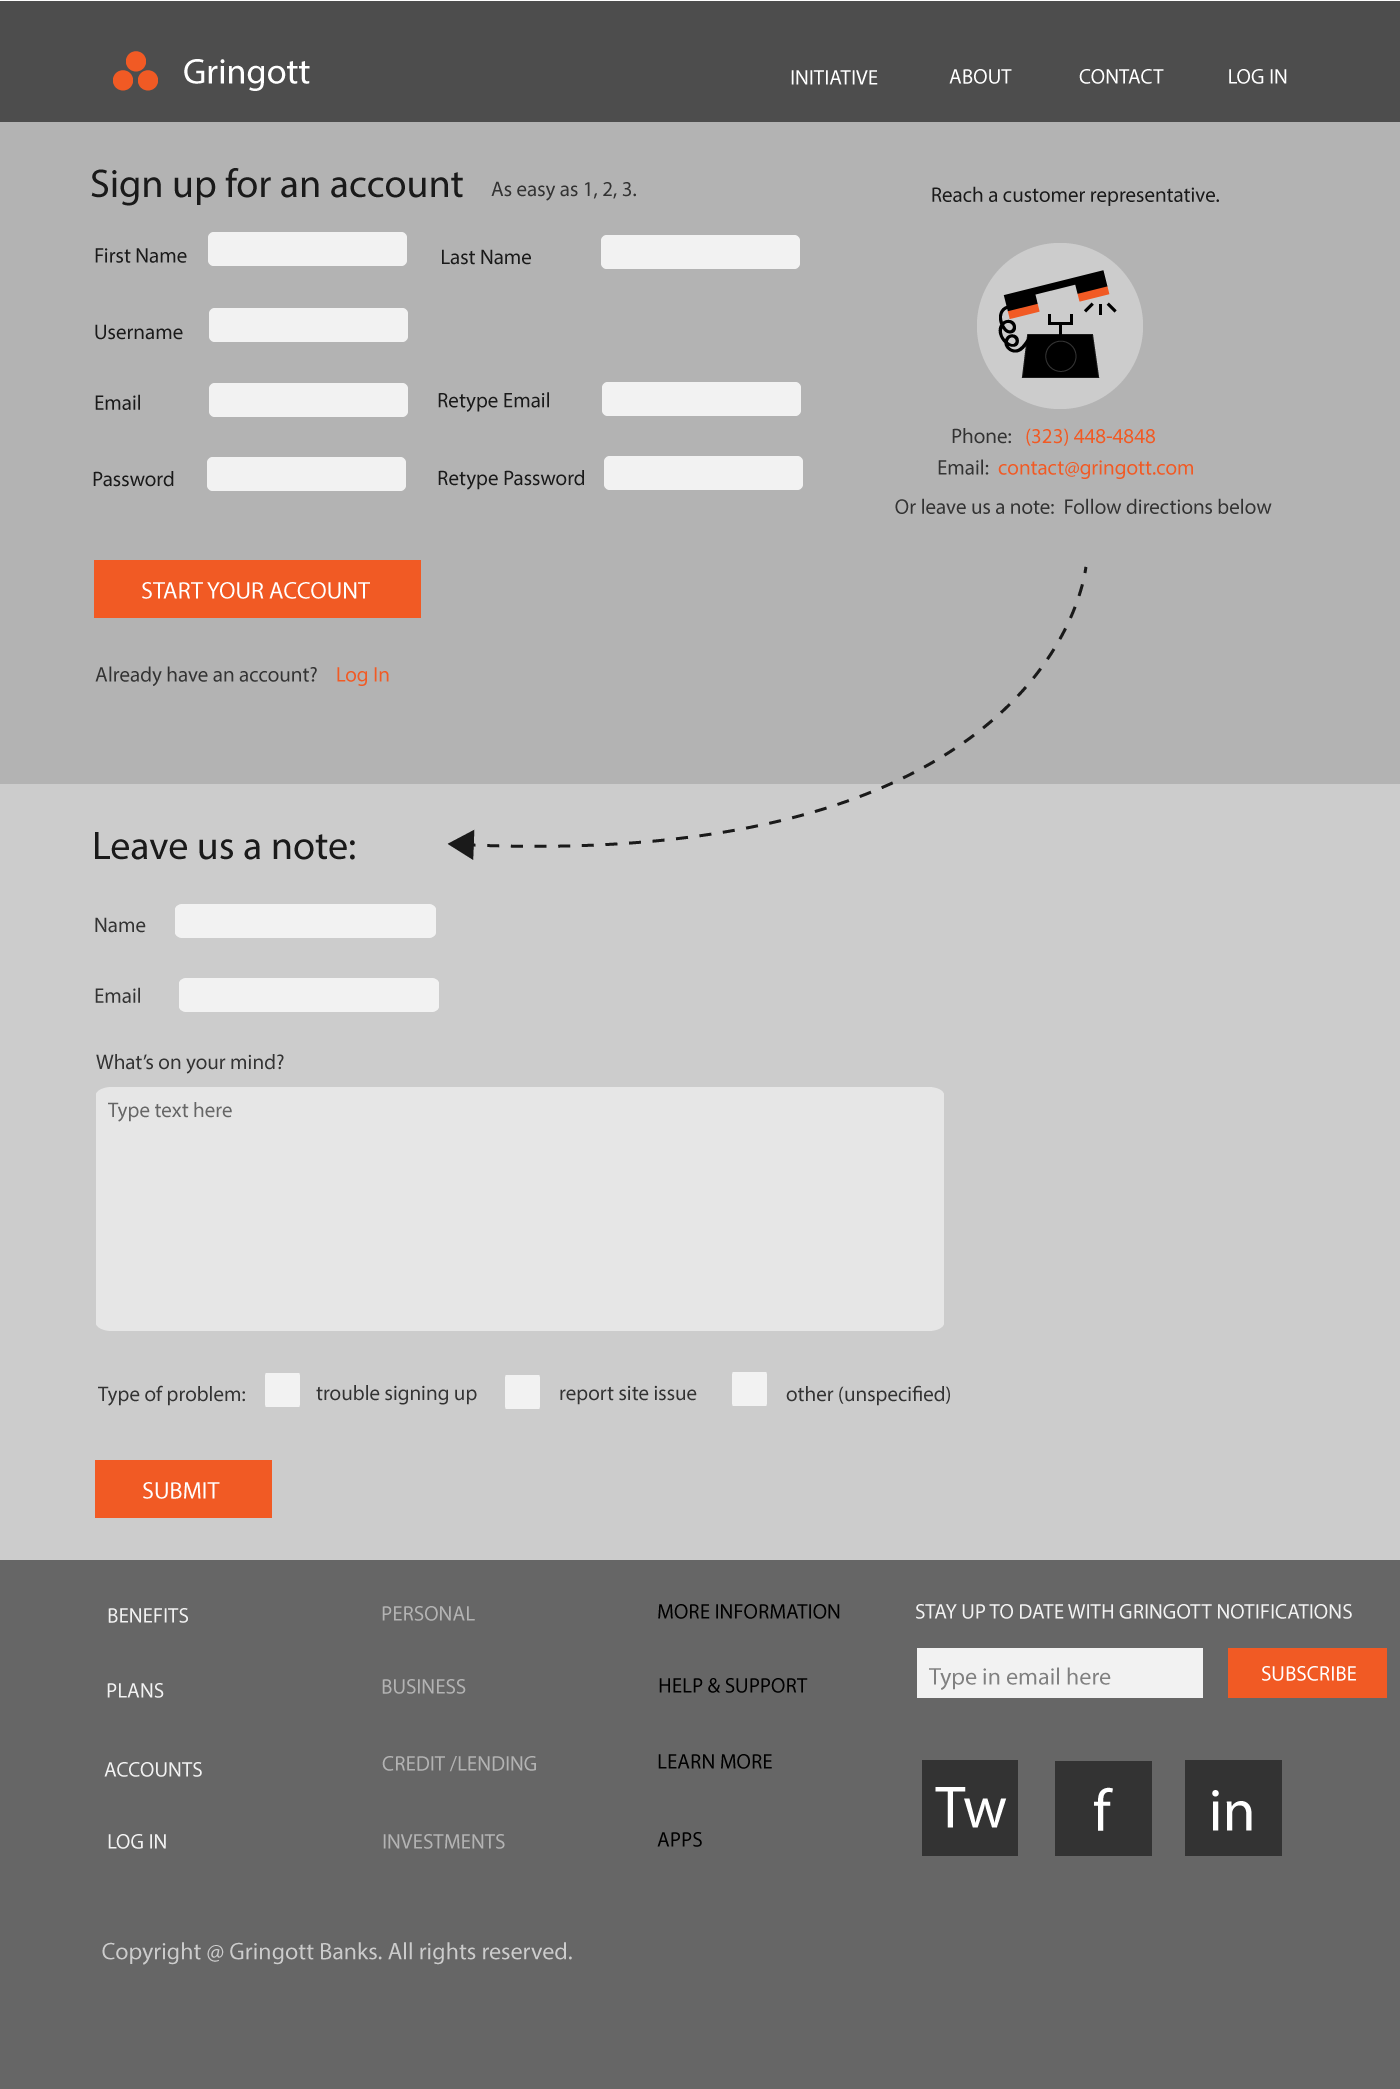 Gringott
INITIATIVE
ABOUT
CONTACT
LOG IN
Sign up for an account
As easy as 1, 2, 3.
First Name
Last Name
Username
Email
Retype Email
Password
Retype Password
START YOUR ACCOUNT
Already have an account? Log In
Reach a customer representative.
Phone: (323) 448-4848
Email: contact@gringott.com
Or leave us a note: Follow directions below
Leave us a note:
Name
Email
What's on your mind?
Type text here
Type of problem:
trouble signing up
report site issue
other (unspecified)
SUBMIT
BENEFITS
PLANS
ACCOUNTS
LOG IN
PERSONAL
BUSINESS
CREDIT /LENDING
INVESTMENTS
MORE INFORMATION
HELP & SUPPORT
LEARN MORE
APPS
STAY UP TO DATE WITH GRINGOTT NOTIFICATIONS
Type in email here
SUBSCRIBE
Tw
f
in
Copyright @ Gringott Banks. All rights reserved.